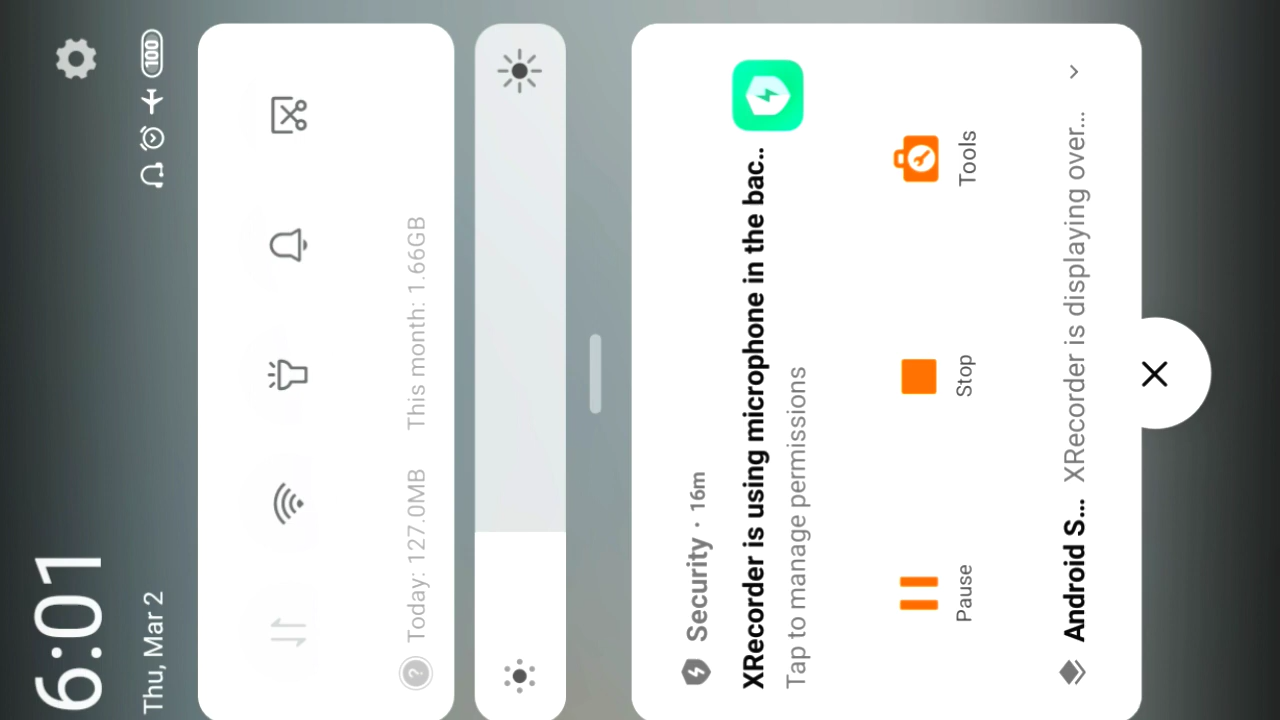 6:01
Thu, Mar 2
100
Today: 127.0MB This month: 1.66GB
Security · 16m
XRecorder is using microphone in the bac..
Tap to manage permissions
Pause Stop Tools
Android S... XRecorder is displaying over...